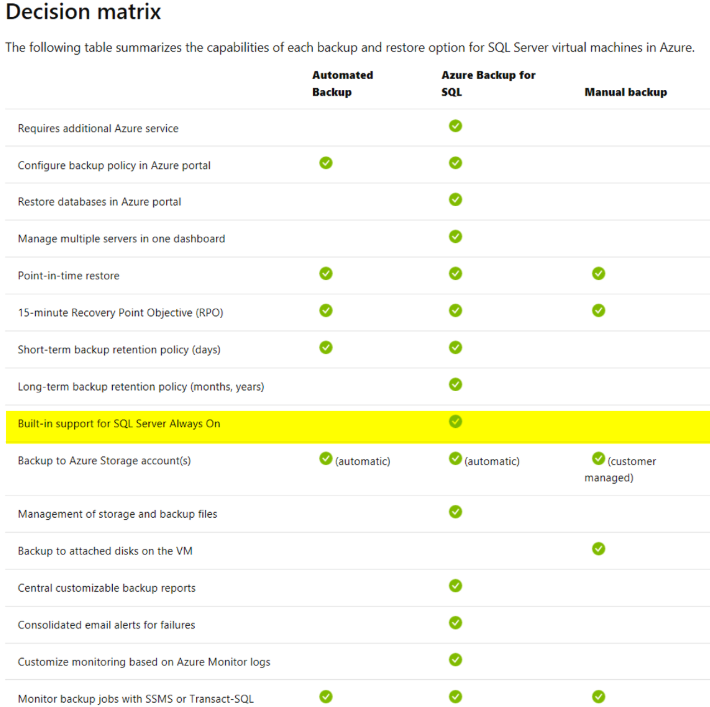 Decision matrix
The following table summarizes the capabilities of each backup and restore option for SQL Server virtual machines in Azure.
Automated Backup Azure Backup for SQL Manual backup
Requires additional Azure service
Configure backup policy in Azure portal
Restore databases in Azure portal
Manage multiple servers in one dashboard
Point-in-time restore
15-minute Recovery Point Objective (RPO)
Short-term backup retention policy (days)
Long-term backup retention policy (months, years)
Built-in support for SQL Server Always On
Backup to Azure Storage account(s) (automatic) (automatic) (customer managed)
Management of storage and backup files
Backup to attached disks on the VM
Central customizable backup reports
Consolidated email alerts for failures
Customize monitoring based on Azure Monitor logs
Monitor backup jobs with SSMS or Transact-SQL